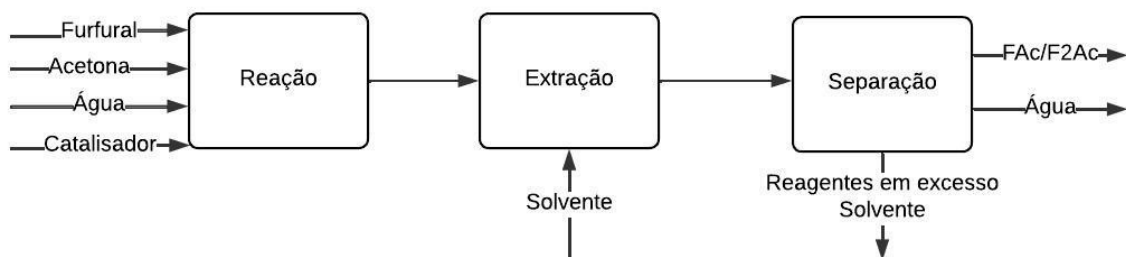 Furfural
Acetona
Água
Catalisador
Reação
Extração
Solvente
Separação
FAc/F2Ac
Água
Reagentes em excesso
Solvente